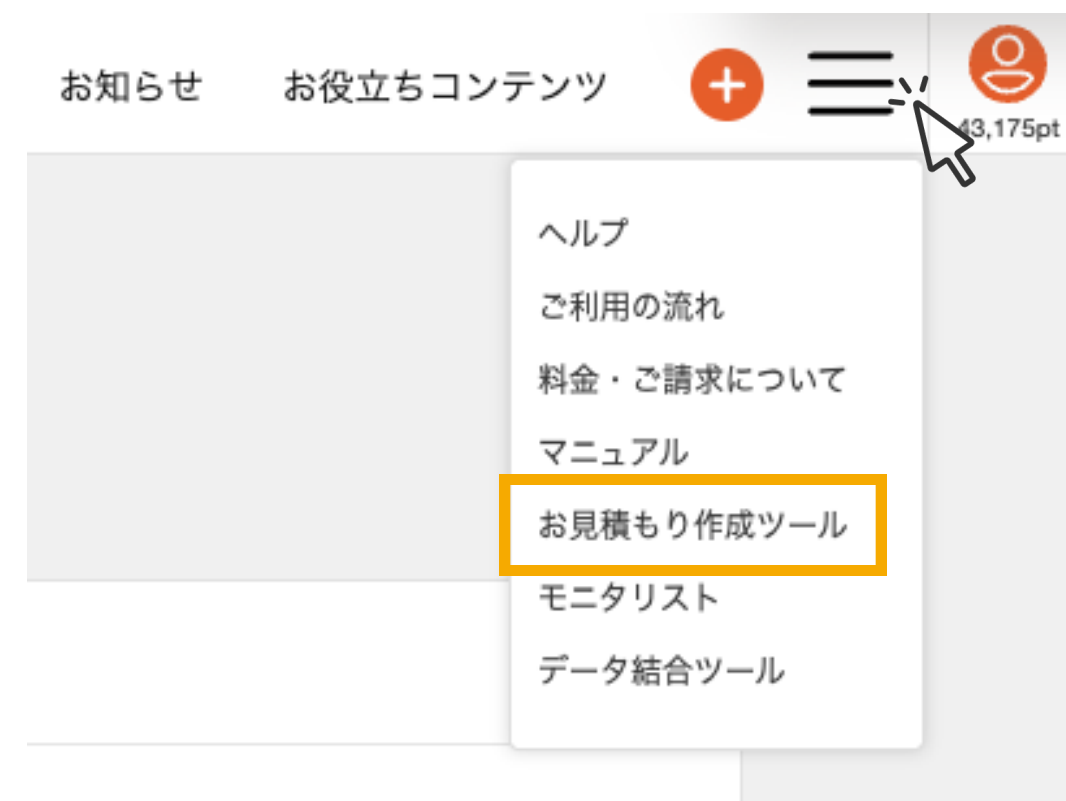 お知らせ
お役立ちコンテンツ
43,175pt
ヘルプ
ご利用の流れ
料金・ご請求について
マニュアル
お見積もり作成ツール
モニタリスト
データ結合ツール